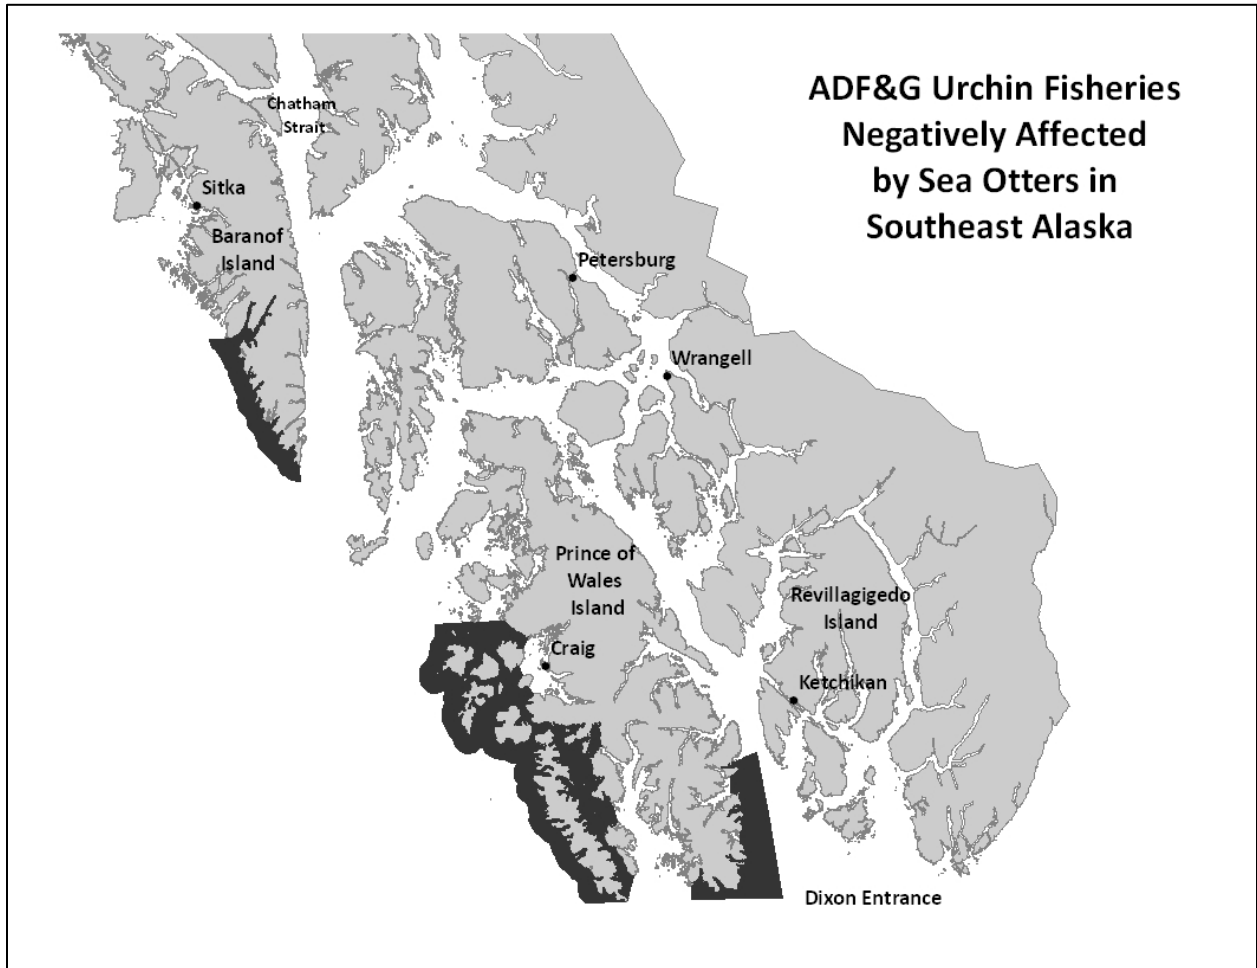 ADF&G Urchin Fisheries
Negatively Affected
by Sea Otters in
Southeast Alaska
Chatham
Strait
Sitka
Baranof
Island
Petersburg
Wrangell
Prince of
Wales
Island
Revillagigedo
Island
Craig
Ketchikan
Dixon Entrance